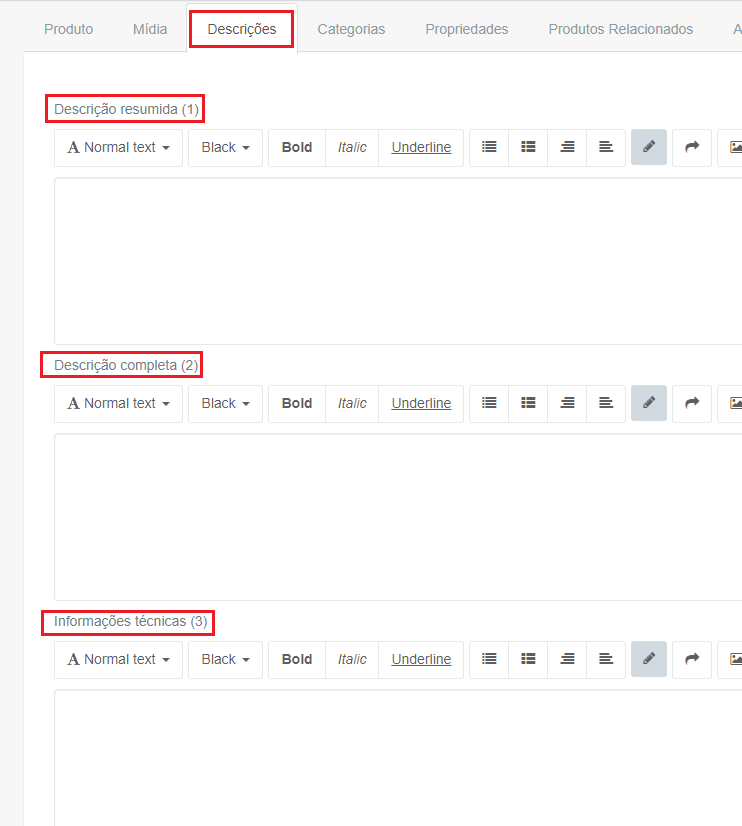 Produto Mídia Descrições Categorias Propriedades Produtos Relacionados A
Descrição resumida (1)
A Normal text Black Bold Italic Underline
Descrição completa (2)
A Normal text Black Bold Italic Underline
Informações técnicas (3)
A Normal text Black Bold Italic Underline